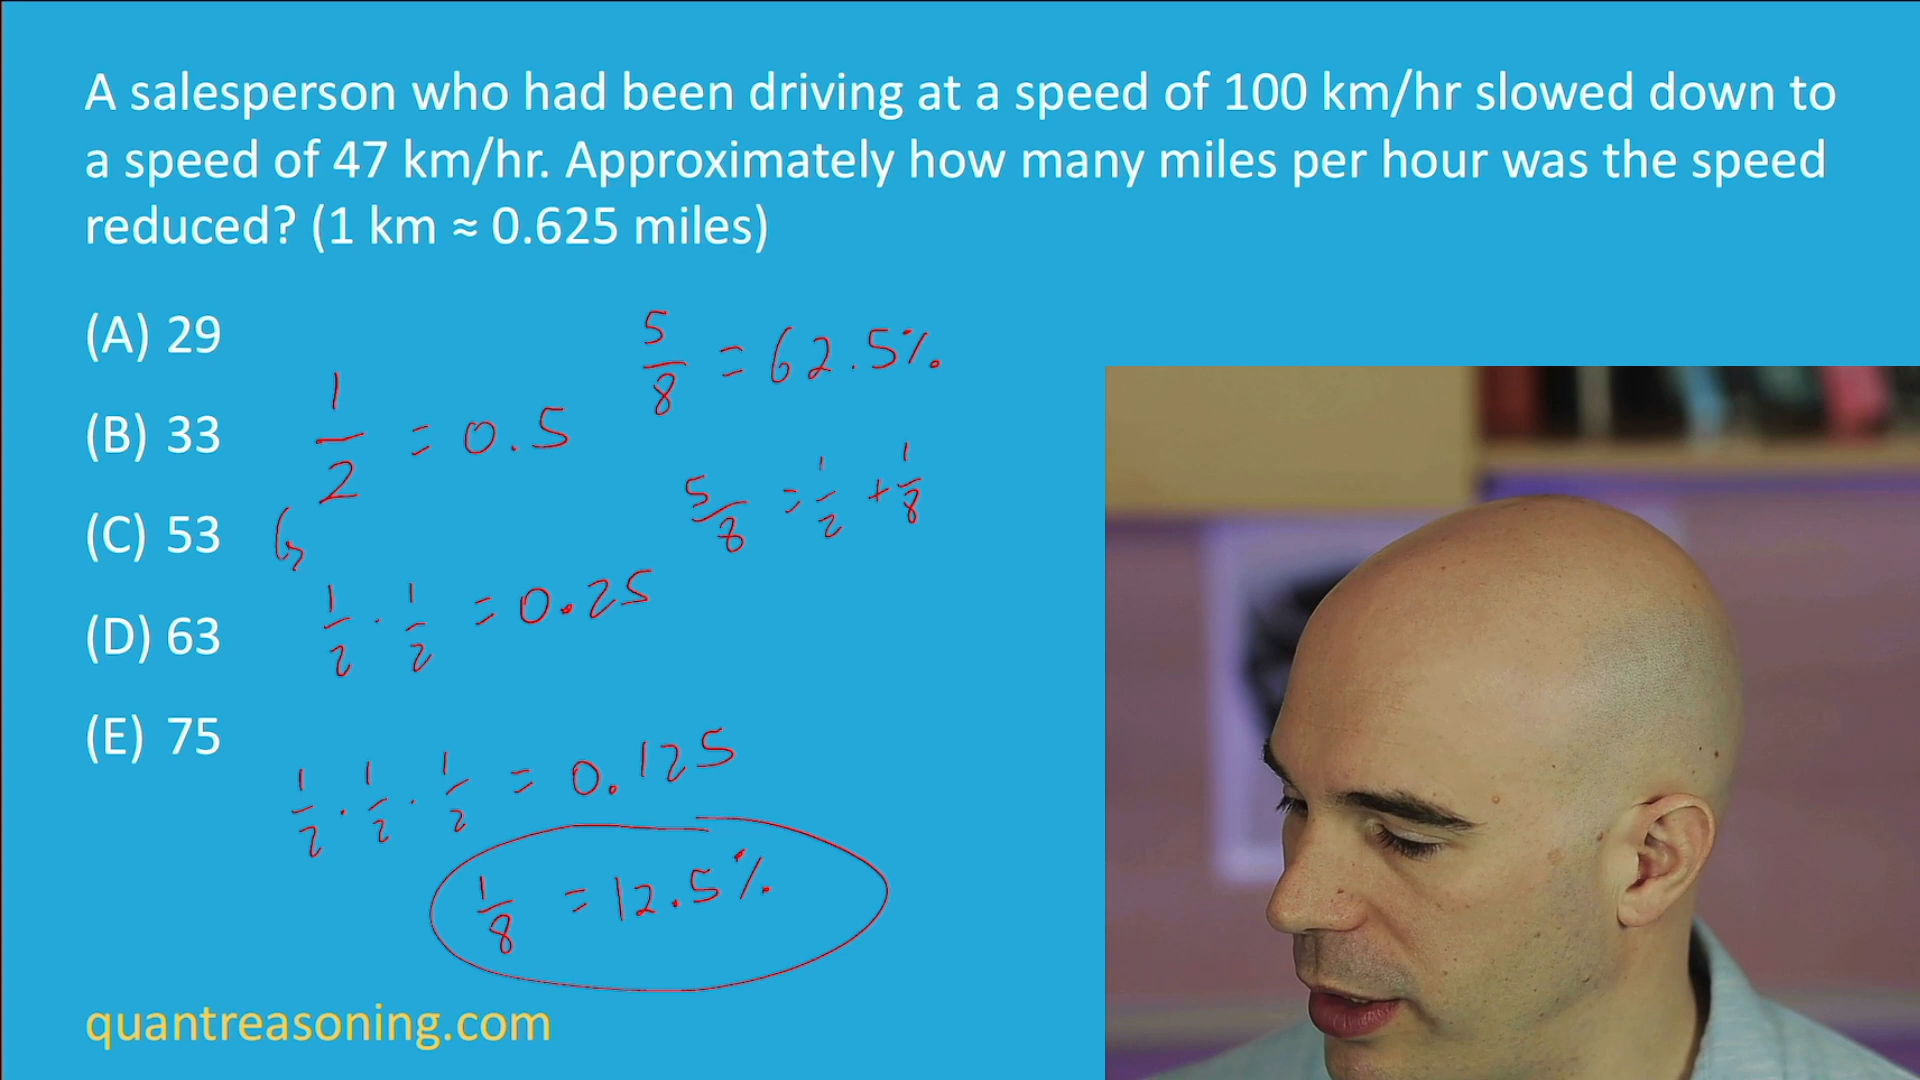 A salesperson who had been driving at a speed of 100 km/hr slowed down to
a speed of 47 km/hr. Approximately how many miles per hour was the speed
reduced? (1 km ≈ 0.625 miles)
(A) 29
(B) 33
(C) 53
(D) 63
(E) 75
5/8 = 62.5%
1/2 = 0.5
5/8 = 1/2 + 1/8
1/2 · 1/2 = 0.25
1/2 · 1/2 · 1/2 = 0.125
1/8 = 12.5%
quantreasoning.com